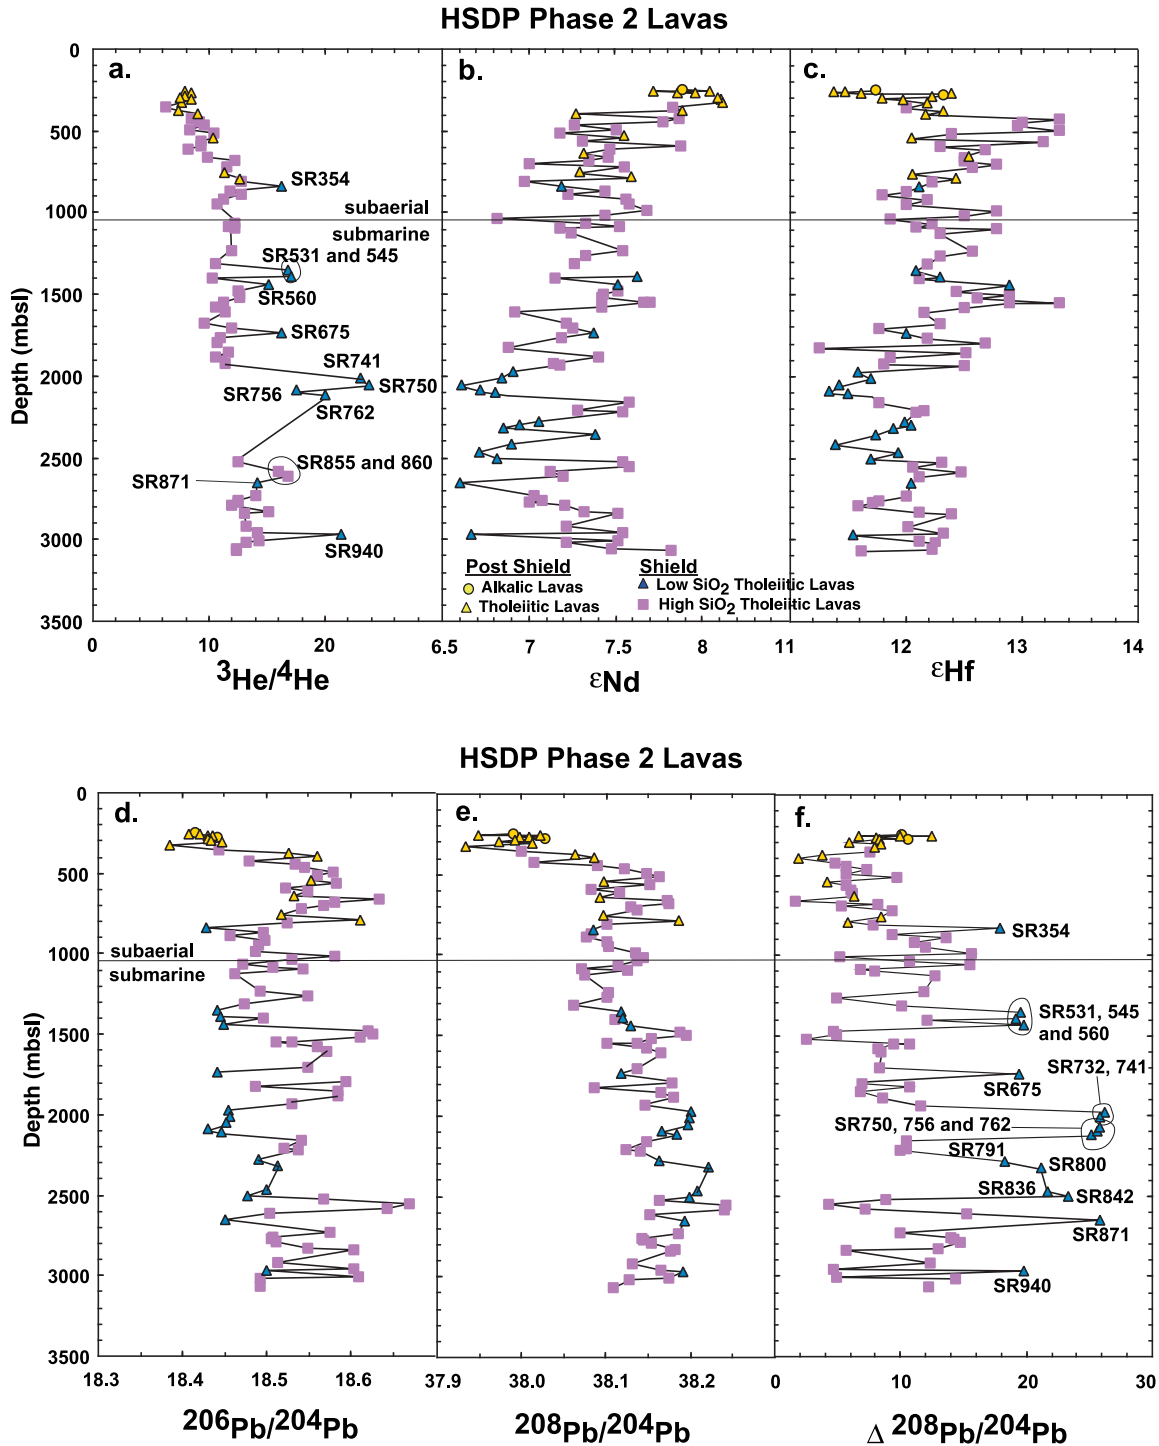 HSDP Phase 2 Lavas
a.
b.
c.
0
500
1000
1500
2000
2500
3000
3500
Depth (mbsl)
SR354
subaerial
submarine
SR531 and 545
SR560
SR675
SR741
SR750
SR756
SR762
SR855 and 860
SR871
SR940
Post Shield
Alkalic Lavas
Tholeiitic Lavas
Shield
Low SiO2 Tholeiitic Lavas
High SiO2 Tholeiitic Lavas
0 10 20 6.5 7 7.5 8 11 12 13 14
3He/4He
εNd
εHf
HSDP Phase 2 Lavas
d.
e.
f.
0
500
1000
1500
2000
2500
3000
3500
Depth (mbsl)
subaerial
submarine
SR354
SR531, 545
and 560
SR732, 741
SR675
SR750, 756 and 762
SR791
SR800
SR836
SR842
SR871
SR940
18.3 18.4 18.5 18.6 37.9 38.0 38.1 38.2 0 10 20 30
206Pb/204Pb
208Pb/204Pb
Δ 208Pb/204Pb